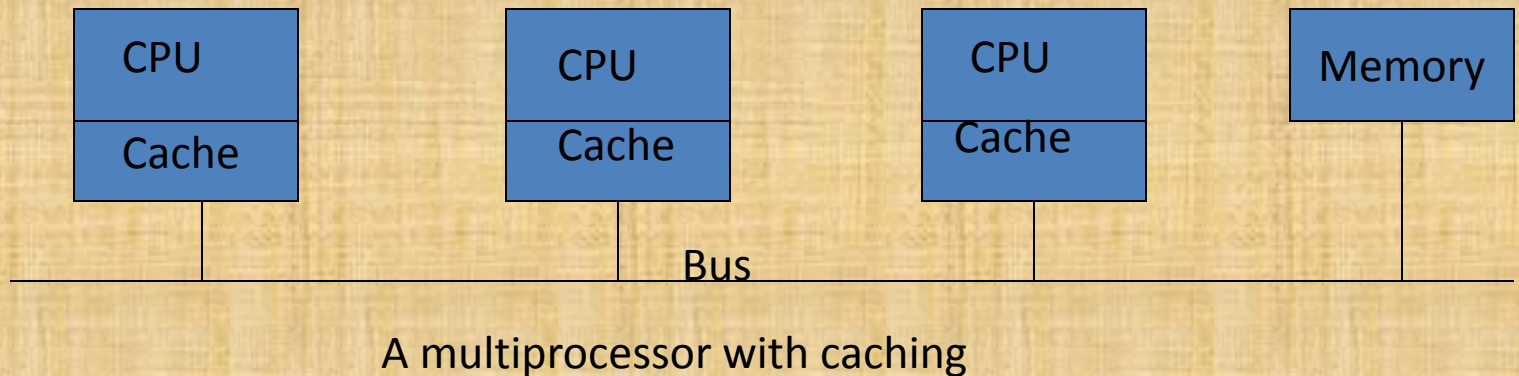 CPU CPU CPU Memory
Cache Cache Cache
Bus
A multiprocessor with caching